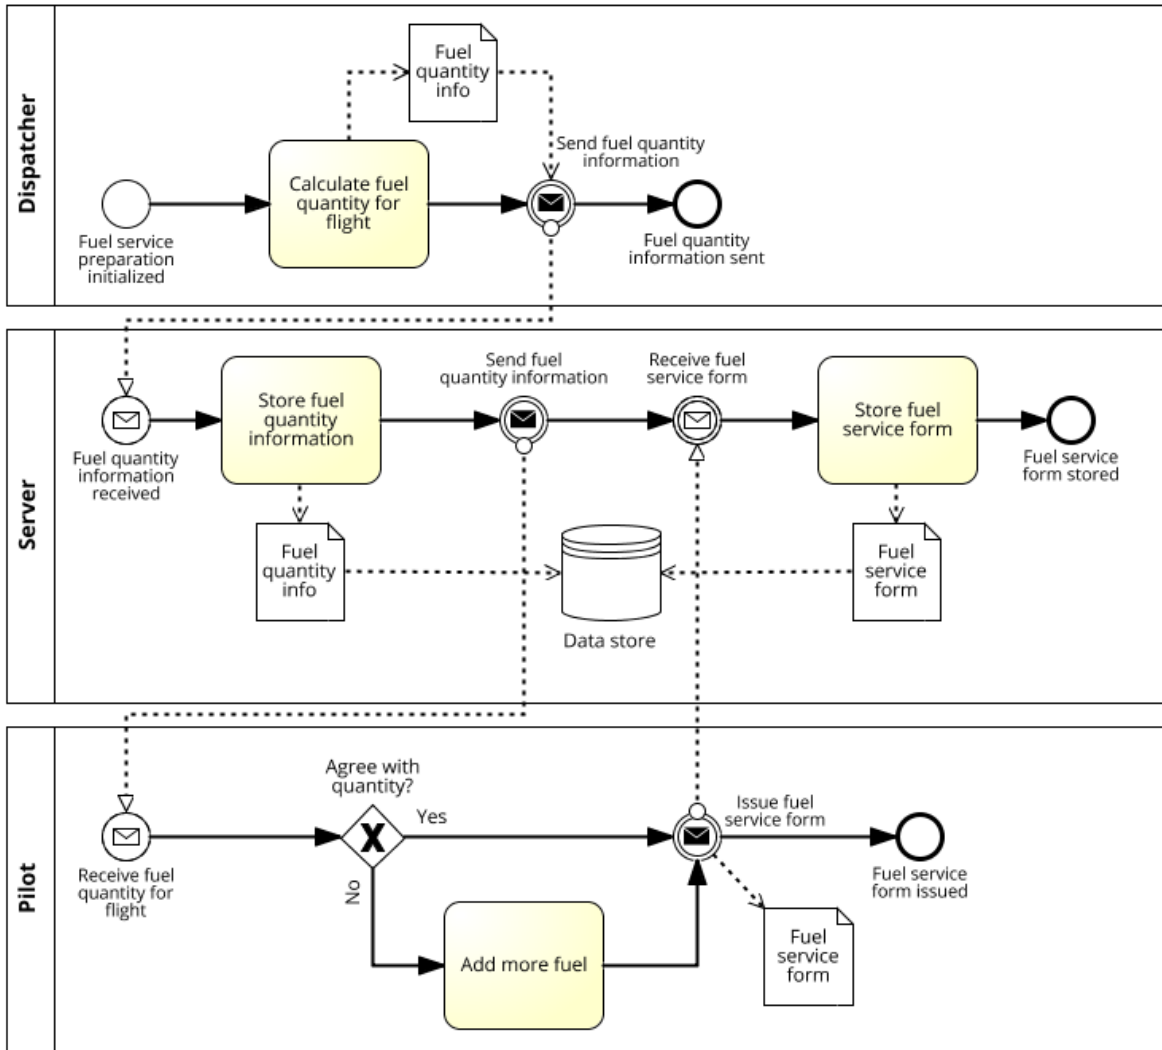 Dispatcher
Fuel
quantity
info
Send fuel quantity
information
Calculate fuel
quantity for
flight
Fuel service
preparation
initialized
Fuel quantity
information sent
Server
Send fuel
quantity information
Receive fuel
service form
Store fuel
quantity
information
Store fuel
service form
Fuel quantity
information
received
Fuel service
form stored
Fuel
quantity
info
Data store
Fuel
service
form
Pilot
Agree with
quantity?
Yes
No
Issue fuel
service form
Receive fuel
quantity for
flight
Fuel service
form issued
Add more fuel
Fuel
service
form